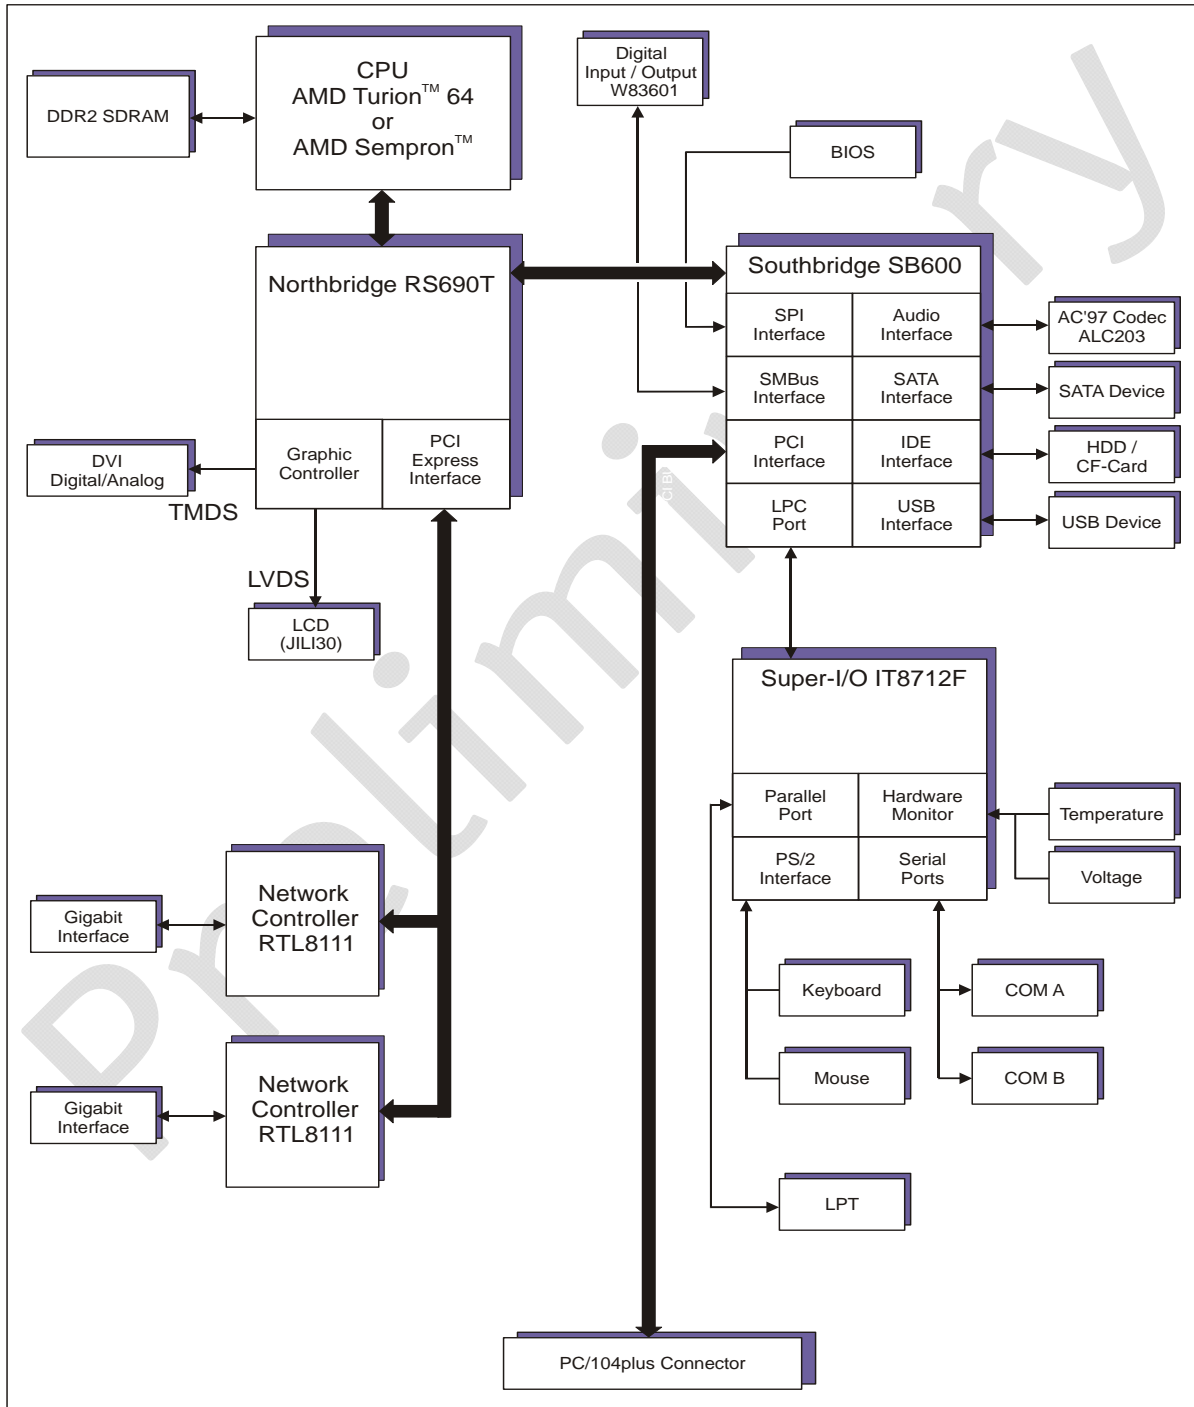 CPU
AMD Turion™ 64
or
AMD Sempron™
DDR2 SDRAM
Digital
Input / Output
W83601
BIOS
Northbridge RS690T
Graphic
Controller
PCI
Express
Interface
Southbridge SB600
SPI
Interface
Audio
Interface
SMBus
Interface
SATA
Interface
PCI
Interface
IDE
Interface
LPC
Port
USB
Interface
AC'97 Codec
ALC203
SATA Device
HDD /
CF-Card
USB Device
DVI
Digital/Analog
TMDS
LVDS
LCD
(JILI30)
Super-I/O IT8712F
Parallel
Port
Hardware
Monitor
PS/2
Interface
Serial
Ports
Temperature
Voltage
Network
Controller
RTL8111
Gigabit
Interface
Network
Controller
RTL8111
Gigabit
Interface
Keyboard
COM A
Mouse
COM B
LPT
PC/104plus Connector
Preliminary